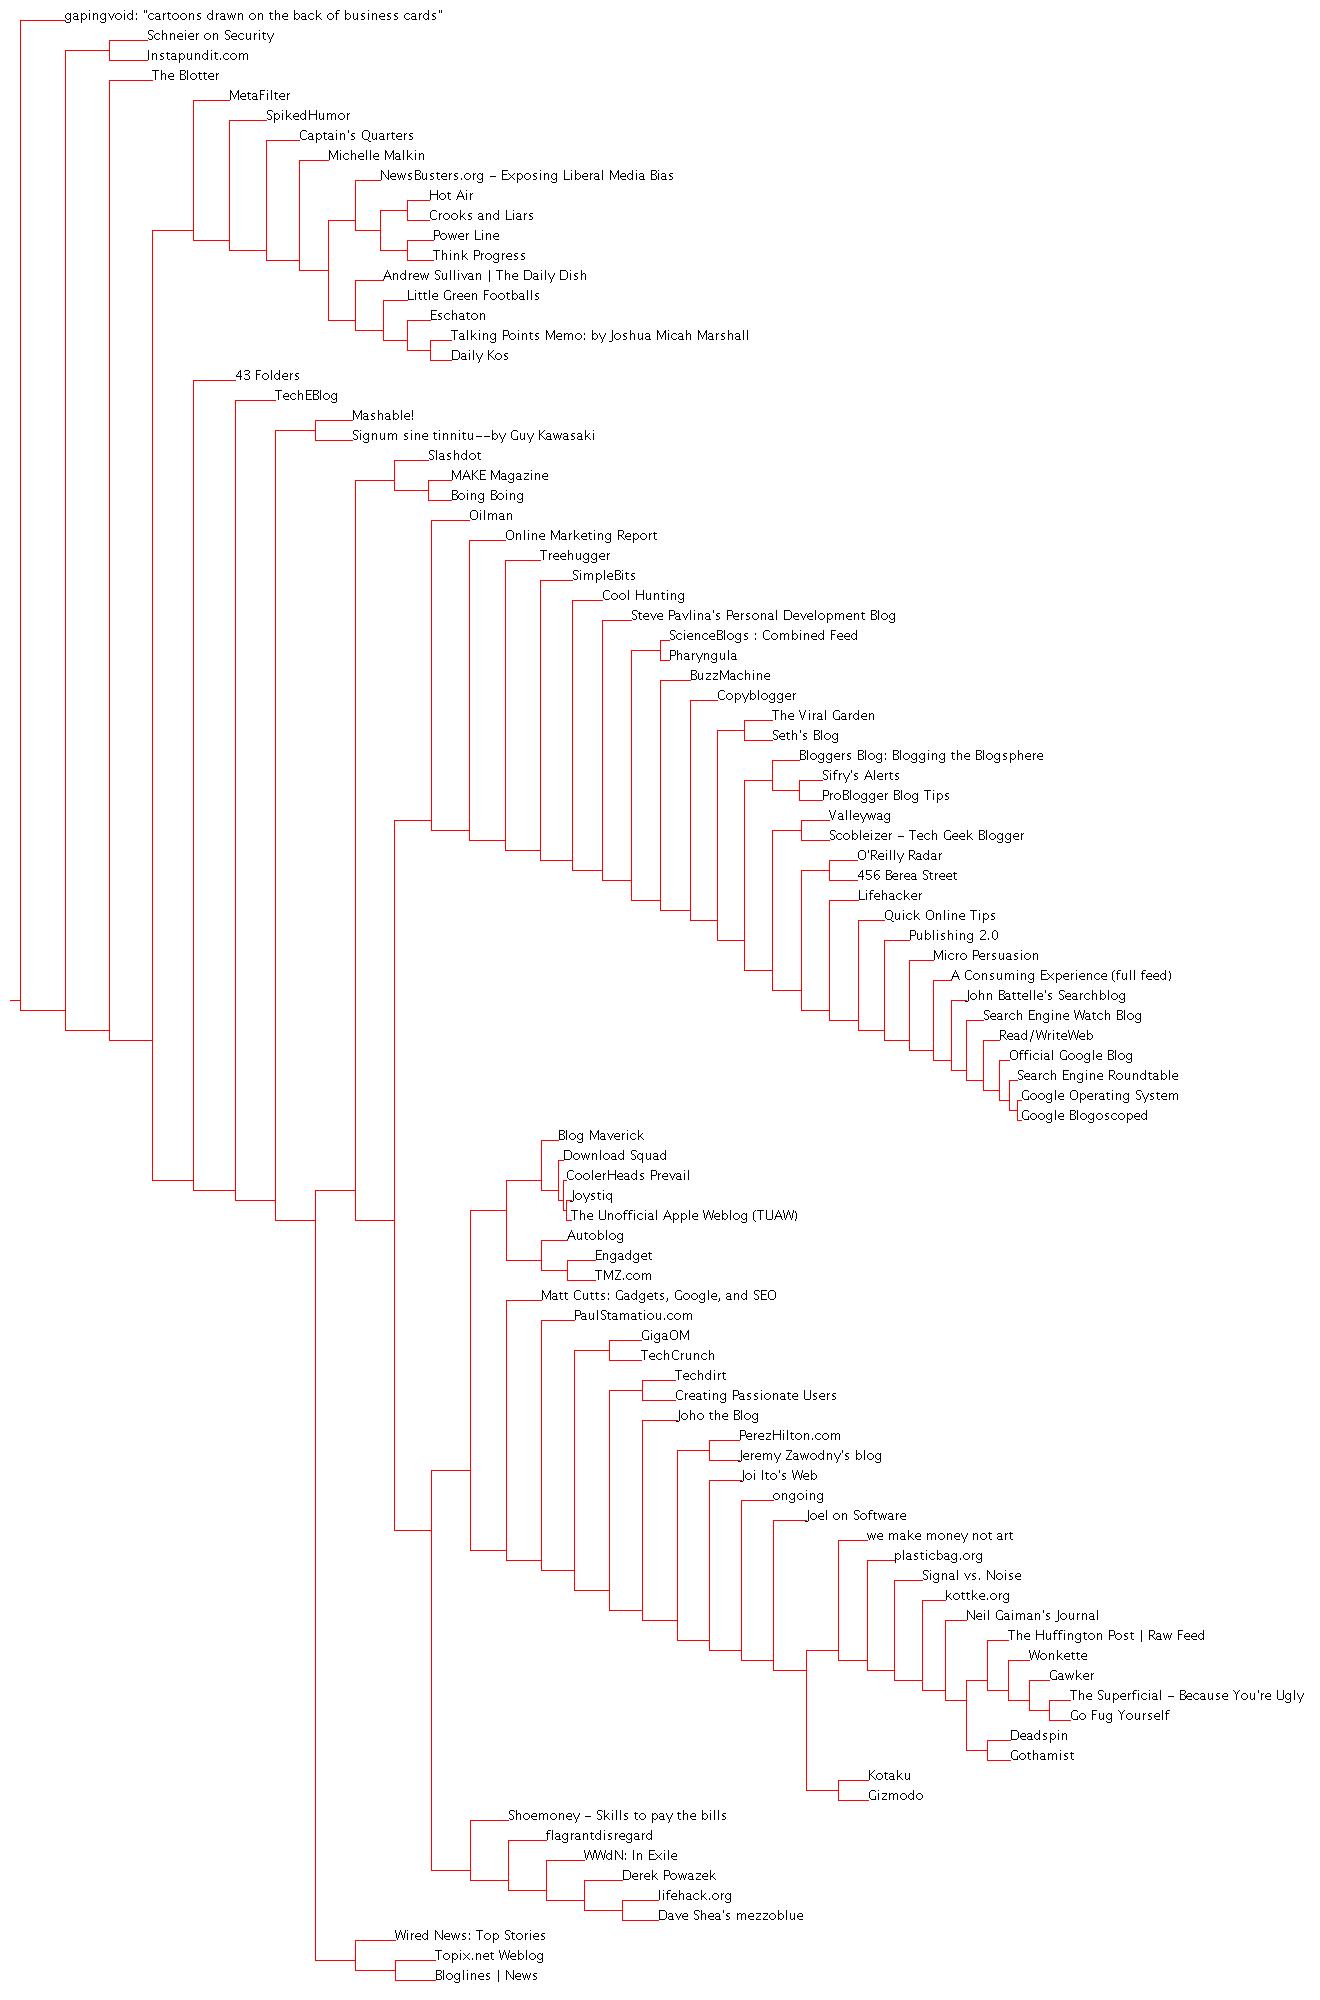 gapingvoid: "cartoons drawn on the back of business cards"
Schneier on Security
Instapundit.com
The Blotter
MetaFilter
SpikedHumor
Captain's Quarters
Michelle Malkin
NewsBusters.org - Exposing Liberal Media Bias
Hot Air
Crooks and Liars
Power Line
Think Progress
Andrew Sullivan | The Daily Dish
Little Green Footballs
Eschaton
Talking Points Memo: by Joshua Micah Marshall
Daily Kos
43 Folders
TechEBlog
Mashable!
Signum sine tinnitu--by Guy Kawasaki
Slashdot
MAKE Magazine
Boing Boing
Oilman
Online Marketing Report
Treehugger
SimpleBits
Cool Hunting
Steve Pavlina's Personal Development Blog
ScienceBlogs : Combined Feed
Pharyngula
BuzzMachine
Copyblogger
The Viral Garden
Seth's Blog
Bloggers Blog: Blogging the Blogsphere
Sifry's Alerts
ProBlogger Blog Tips
Valleywag
Scobleizer - Tech Geek Blogger
O'Reilly Radar
456 Berea Street
Lifehacker
Quick Online Tips
Publishing 2.0
Micro Persuasion
A Consuming Experience (full feed)
John Battelle's Searchblog
Search Engine Watch Blog
Read/WriteWeb
Official Google Blog
Search Engine Roundtable
Google Operating System
Google Blogoscoped
Blog Maverick
Download Squad
CoolerHeads Prevail
Joystiq
The Unofficial Apple Weblog (TUAW)
Autoblog
Engadget
TMZ.com
Matt Cutts: Gadgets, Google, and SEO
PaulStamatiou.com
GigaOM
TechCrunch
Techdirt
Creating Passionate Users
Joho the Blog
PerezHilton.com
Jeremy Zawodny's blog
Joi Ito's Web
ongoing
Joel on Software
we make money not art
plasticbag.org
Signal vs. Noise
kottke.org
Neil Gaiman's Journal
The Huffington Post | Raw Feed
Wonkette
Gawker
The Superficial - Because You're Ugly
Go Fug Yourself
Deadspin
Gothamist
Kotaku
Gizmodo
Shoemoney - Skills to pay the bills
flagrantdisregard
WWdN: In Exile
Derek Powazek
lifehack.org
Dave Shea's mezzoblue
Wired News: Top Stories
Topix.net Weblog
Bloglines | News